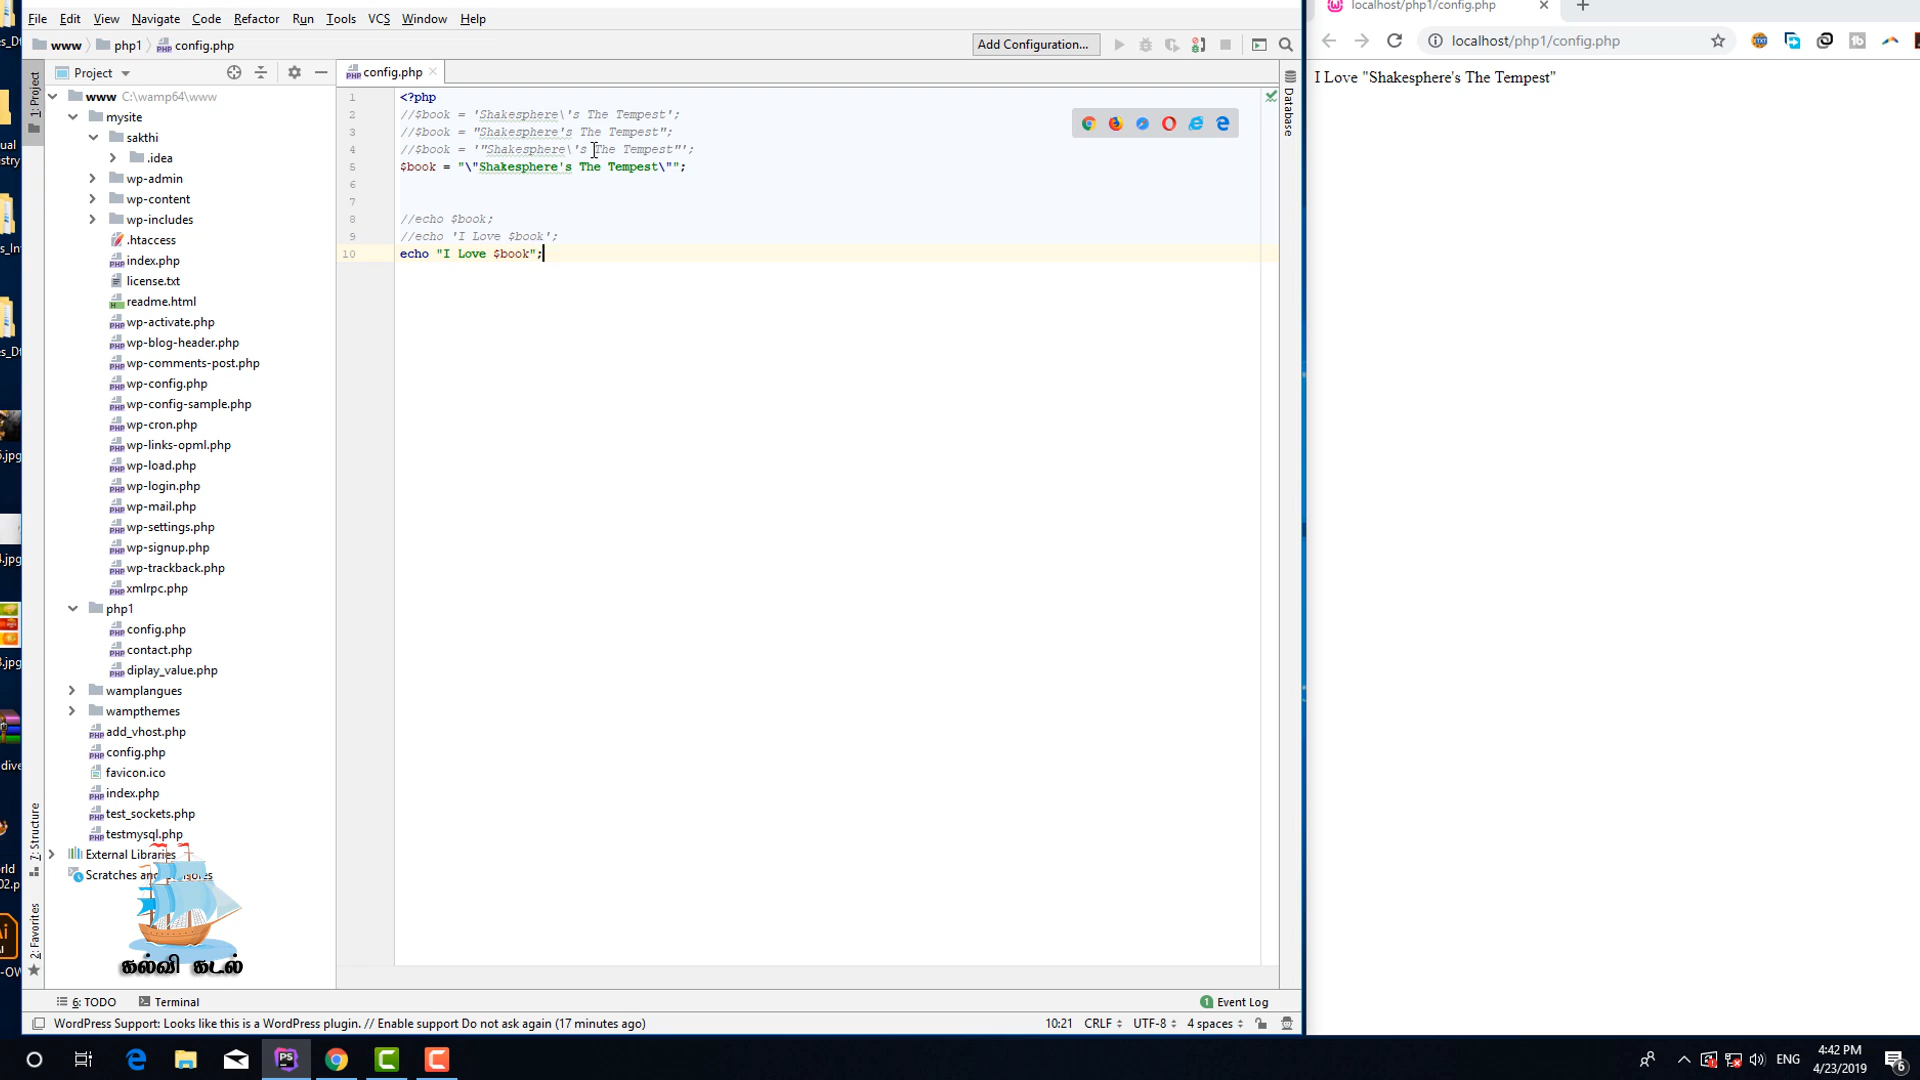 File Edit View Navigate Code Refactor Run Tools VCS Window Help
www php1 config.php Add Configuration...
Project
config.php
1: Project
Database
www C:\wamp64\www
mysite
sakthi
.idea
wp-admin
wp-content
wp-includes
.htaccess
index.php
license.txt
readme.html
wp-activate.php
wp-blog-header.php
wp-comments-post.php
wp-config.php
wp-config-sample.php
wp-cron.php
wp-links-opml.php
wp-load.php
wp-login.php
wp-mail.php
wp-settings.php
wp-signup.php
wp-trackback.php
xmlrpc.php
php1
config.php
contact.php
diplay_value.php
wamplangues
wampthemes
add_vhost.php
config.php
favicon.ico
index.php
test_sockets.php
testmysql.php
External Libraries
Scratches and
7: Structure
2: Favorites
1 <?php
2 //$book = 'Shakesphere\'s The Tempest';
3 //$book = "Shakesphere's The Tempest";
4 //$book = '"Shakesphere\'s The Tempest"';
5 $book = "\"Shakesphere's The Tempest\"";
6
7
8 //echo $book;
9 //echo 'I Love $book';
10 echo "I Love $book";
கல்வி கடல்
6: TODO Terminal 1 Event Log
WordPress Support: Looks like this is a WordPress plugin. // Enable support Do not ask again (17 minutes ago) 10:21 CRLF UTF-8 4 spaces
localhost/php1/config.php
localhost/php1/config.php
I Love "Shakesphere's The Tempest"
ENG 4:42 PM
4/23/2019 6